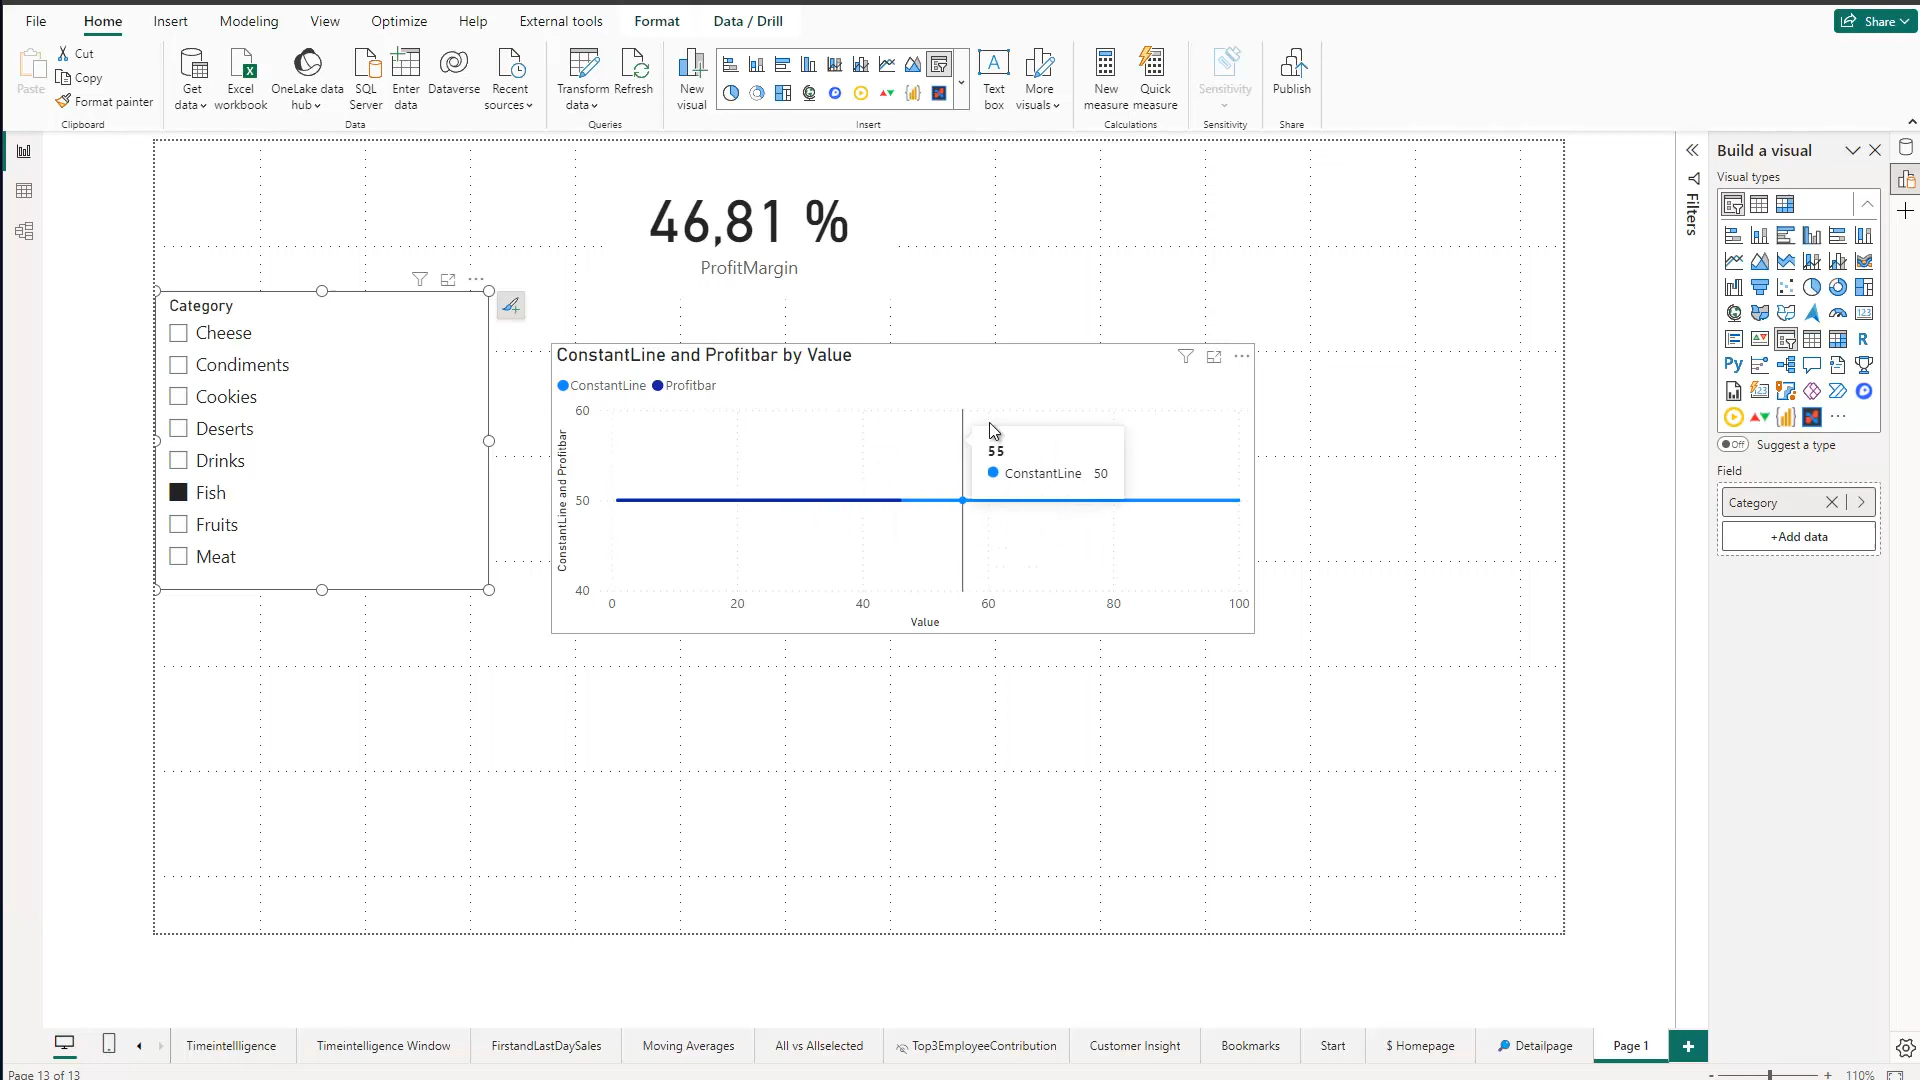 File Home Insert Modeling View Optimize Help External tools Format Data / Drill Share
Paste Cut Copy Format painter
Clipboard
Get data Excel workbook OneLake data hub SQL Server Enter data Dataverse Recent sources
Data
Transform data Refresh
Queries
New visual
Text box More visuals
Insert
New measure Quick measure
Calculations
Sensitivity
Sensitivity
Publish
Share
46,81 %
ProfitMargin
Category
Cheese
Condiments
Cookies
Deserts
Drinks
Fish
Fruits
Meat
ConstantLine and Profitbar by Value
ConstantLine Profitbar
ConstantLine and Profitbar
60
50
40
0 20 40 60 80 100
Value
55
ConstantLine 50
Filters
Build a visual
Visual types
123
R
Py
Off Suggest a type
Field
Category
+Add data
Timeintelligence Timeintelligence Window FirstandLastDaySales Moving Averages All vs Allselected Top3EmployeeContribution Customer Insight Bookmarks Start $ Homepage Detailpage Page 1 +
Page 13 of 13
- + 110%